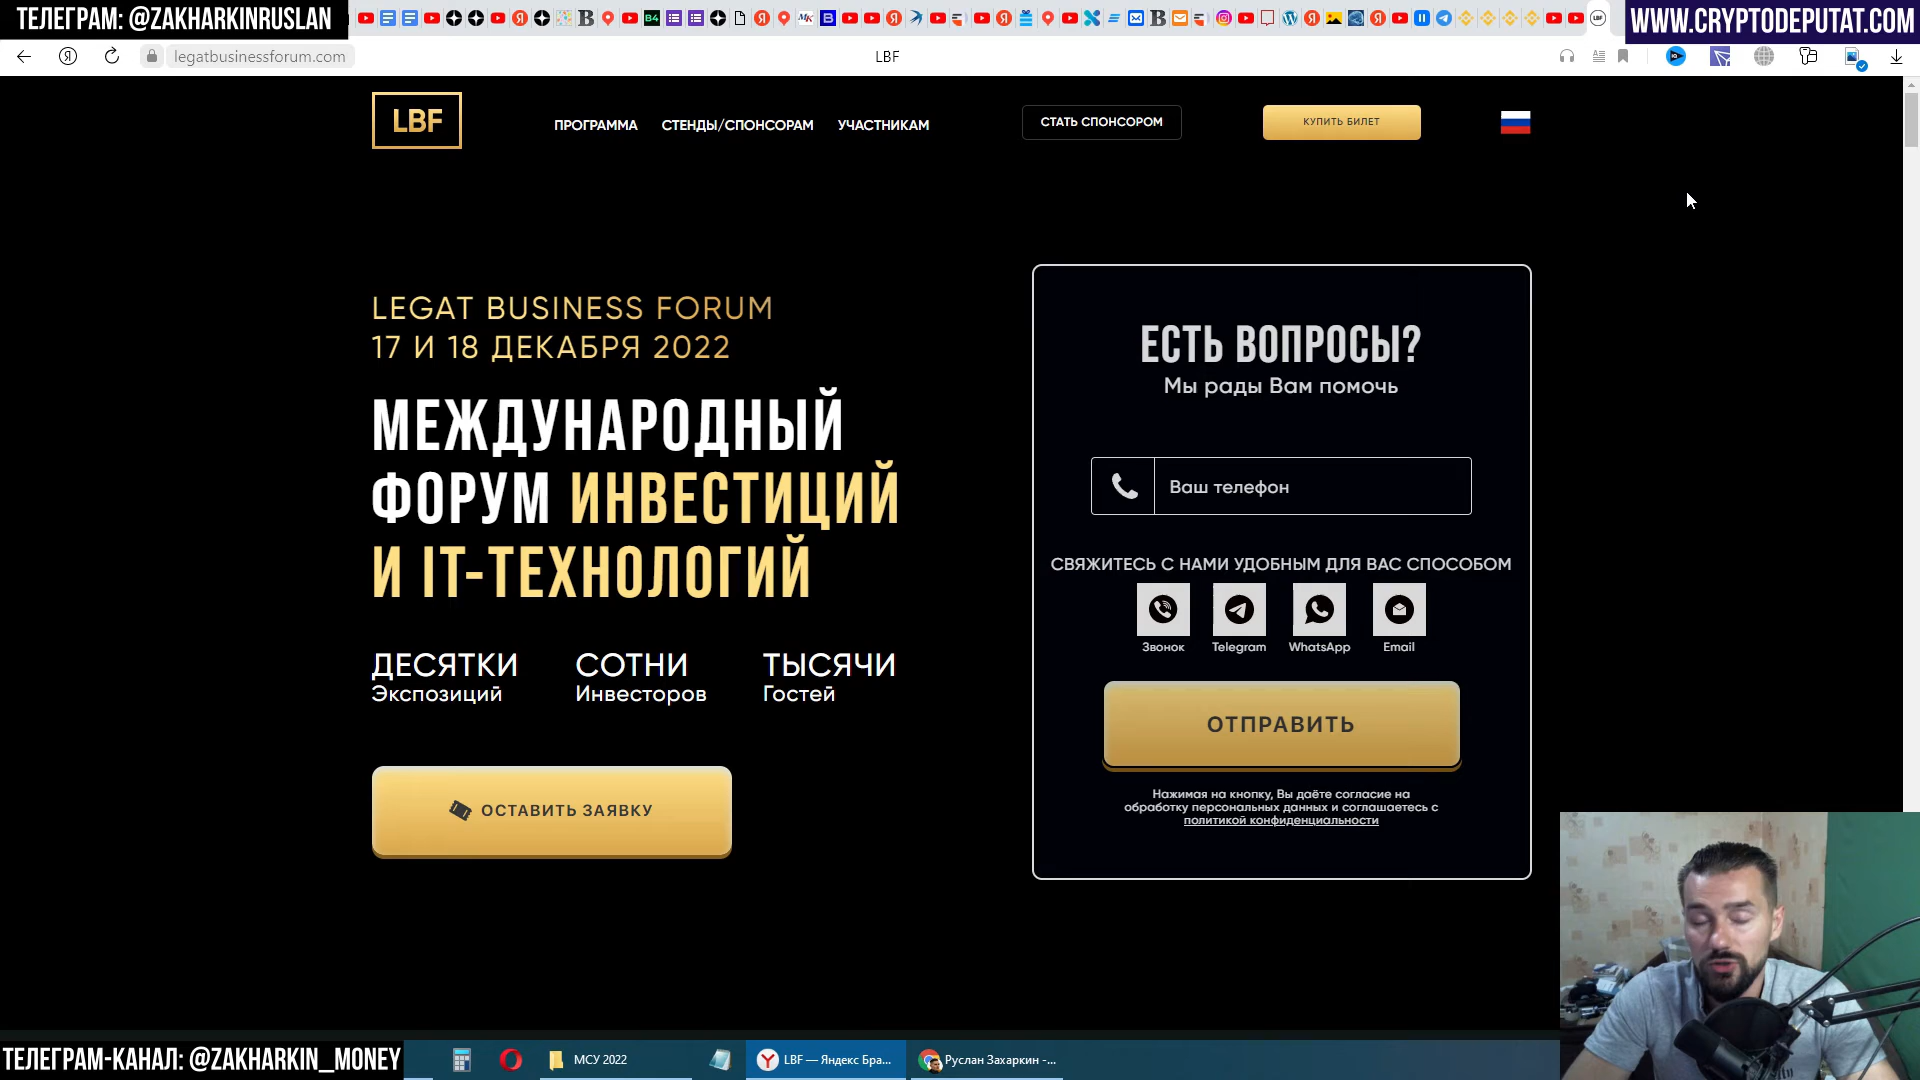 ТЕЛЕГРАМ: @ZAKHARKINRUSLAN
WWW.CRYPTODEPUTAT.COM
legatbusinessforum.com
LBF
LBF
ПРОГРАММА
СТЕНДЫ/СПОНСОРАМ
УЧАСТНИКАМ
СТАТЬ СПОНСОРОМ
КУПИТЬ БИЛЕТ
LEGAT BUSINESS FORUM
17 И 18 ДЕКАБРЯ 2022
МЕЖДУНАРОДНЫЙ
ФОРУМ ИНВЕСТИЦИЙ
И IT-ТЕХНОЛОГИЙ
ДЕСЯТКИ
Экспозиций
СОТНИ
Инвесторов
ТЫСЯЧИ
Гостей
ОСТАВИТЬ ЗАЯВКУ
ЕСТЬ ВОПРОСЫ?
Мы рады Вам помочь
Ваш телефон
СВЯЖИТЕСЬ С НАМИ УДОБНЫМ ДЛЯ ВАС СПОСОБОМ
Звонок
Telegram
WhatsApp
Email
ОТПРАВИТЬ
Нажимая на кнопку, Вы даёте согласие на
обработку персональных данных и соглашаетесь с
политикой конфиденциальности
ТЕЛЕГРАМ-КАНАЛ: @ZAKHARKIN_MONEY
МСУ 2022
LBF — Яндекс Бра...
Руслан Захаркин -...